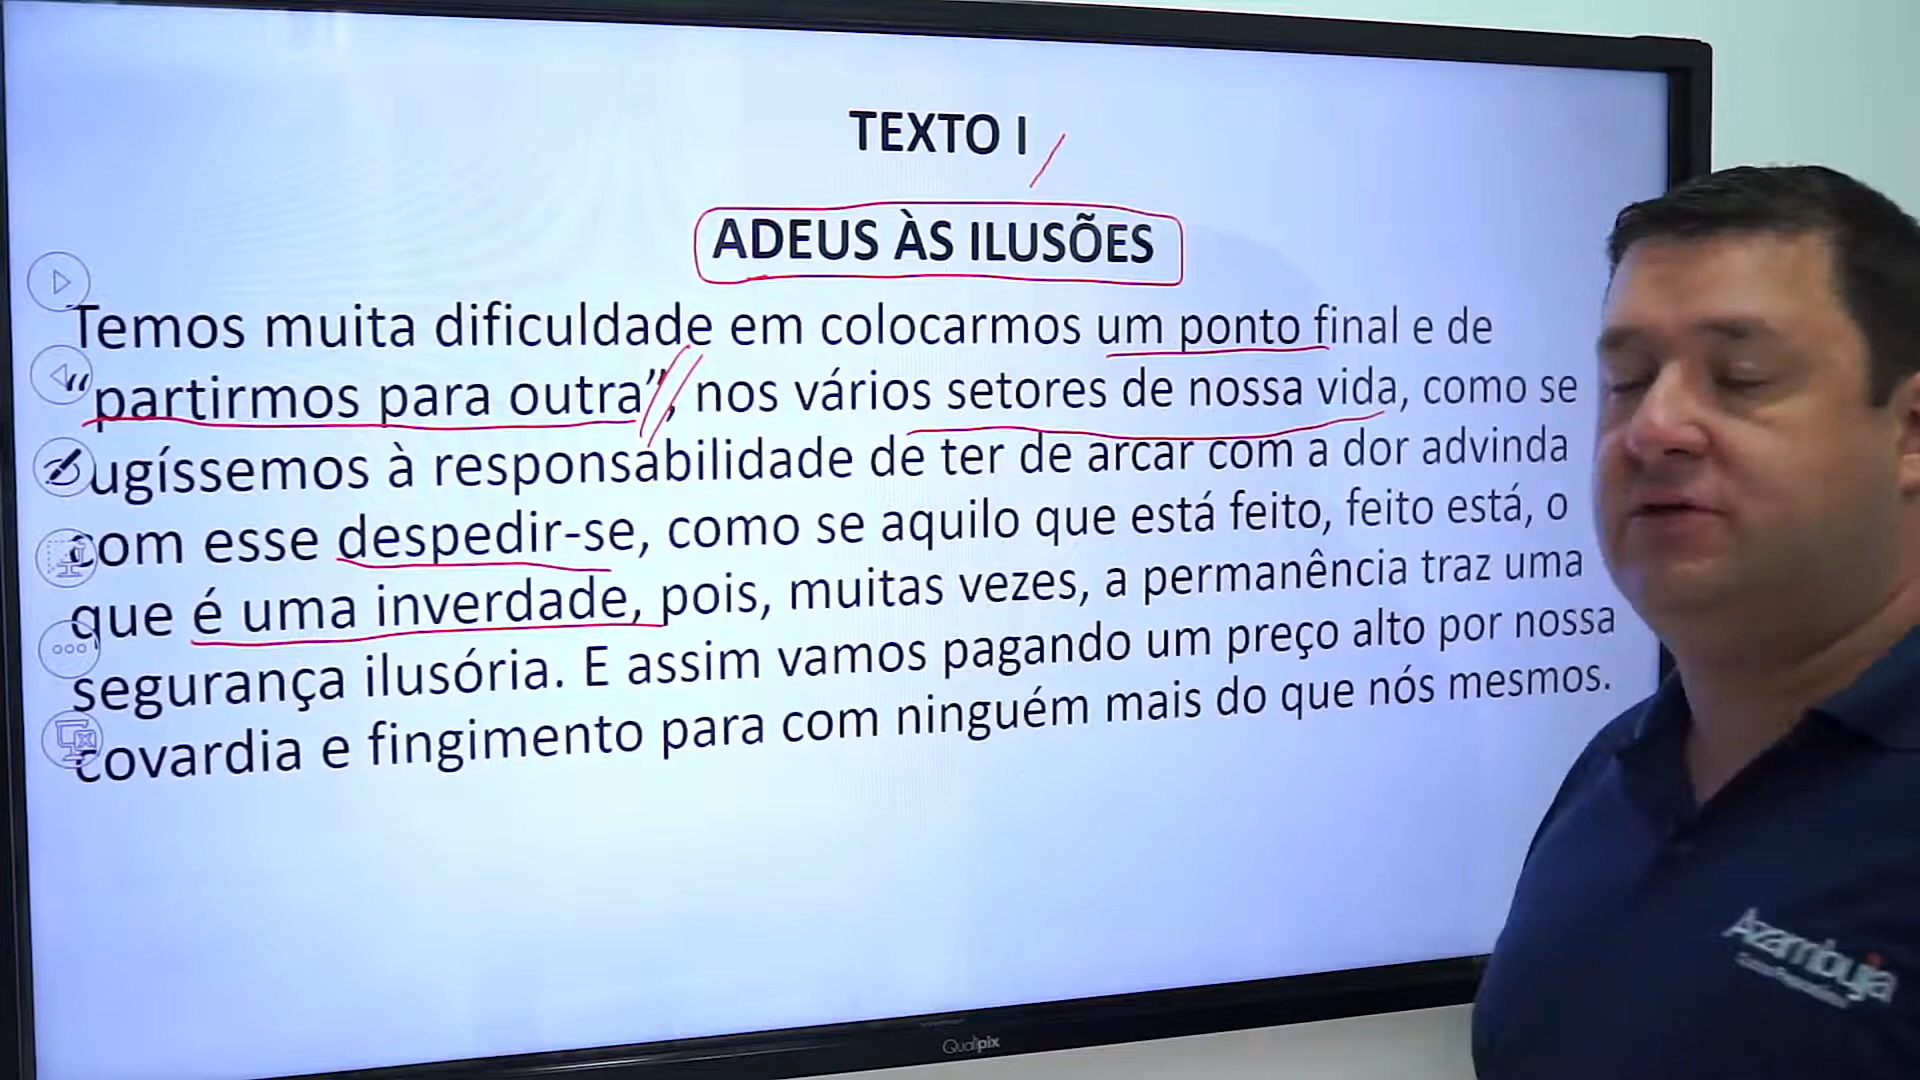 TEXTO I
ADEUS ÀS ILUSÕES
Temos muita dificuldade em colocarmos um ponto final e de
“partirmos para outra”, nos vários setores de nossa vida, como se
ugíssemos à responsabilidade de ter de arcar com a dor advinda
com esse despedir-se, como se aquilo que está feito, feito está, o
que é uma inverdade, pois, muitas vezes, a permanência traz uma
segurança ilusória. E assim vamos pagando um preço alto por nossa
covardia e fingimento para com ninguém mais do que nós mesmos.
Azambuja
Qualipix